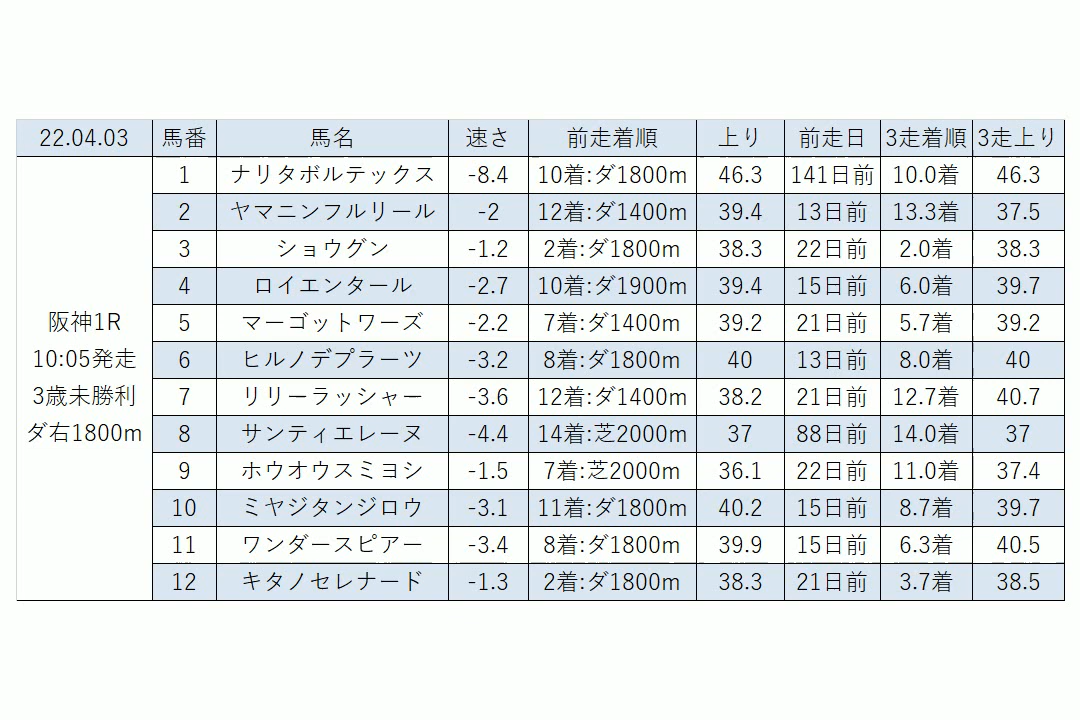 22.04.03 馬番 馬名 速さ 前走着順 上り 前走日 3走着順 3走上り
阪神1R
10:05発走
3歳未勝利
ダ右1800m
1 ナリタボルテックス -8.4 10着:ダ1800m 46.3 141日前 10.0着 46.3
2 ヤマニンフルリール -2 12着:ダ1400m 39.4 13日前 13.3着 37.5
3 ショウグン -1.2 2着:ダ1800m 38.3 22日前 2.0着 38.3
4 ロイエンタール -2.7 10着:ダ1900m 39.4 15日前 6.0着 39.7
5 マーゴットワーズ -2.2 7着:ダ1400m 39.2 21日前 5.7着 39.2
6 ヒルノデプラーツ -3.2 8着:ダ1800m 40 13日前 8.0着 40
7 リリーラッシャー -3.6 12着:ダ1400m 38.2 21日前 12.7着 40.7
8 サンティエレーヌ -4.4 14着:芝2000m 37 88日前 14.0着 37
9 ホウオウスミヨシ -1.5 7着:芝2000m 36.1 22日前 11.0着 37.4
10 ミヤジタンジロウ -3.1 11着:ダ1800m 40.2 15日前 8.7着 39.7
11 ワンダースピアー -3.4 8着:ダ1800m 39.9 15日前 6.3着 40.5
12 キタノセレナード -1.3 2着:ダ1800m 38.3 21日前 3.7着 38.5